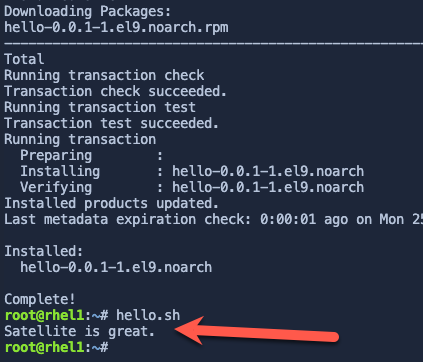 Downloading Packages:
hello-0.0.1-1.el9.noarch.rpm
Total
Running transaction check
Transaction check succeeded.
Running transaction test
Transaction test succeeded.
Running transaction
  Preparing        :
  Installing       : hello-0.0.1-1.el9.noarch
  Verifying        : hello-0.0.1-1.el9.noarch
Installed products updated.
Last metadata expiration check: 0:00:01 ago on Mon 25

Installed:
  hello-0.0.1-1.el9.noarch

Complete!
root@rhel1:~# hello.sh
Satellite is great.
root@rhel1:~#